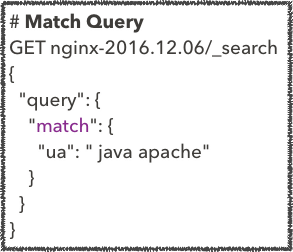 # Match Query
GET nginx-2016.12.06/_search
{
  "query": {
    "match": {
      "ua": " java apache"
    }
  }
}